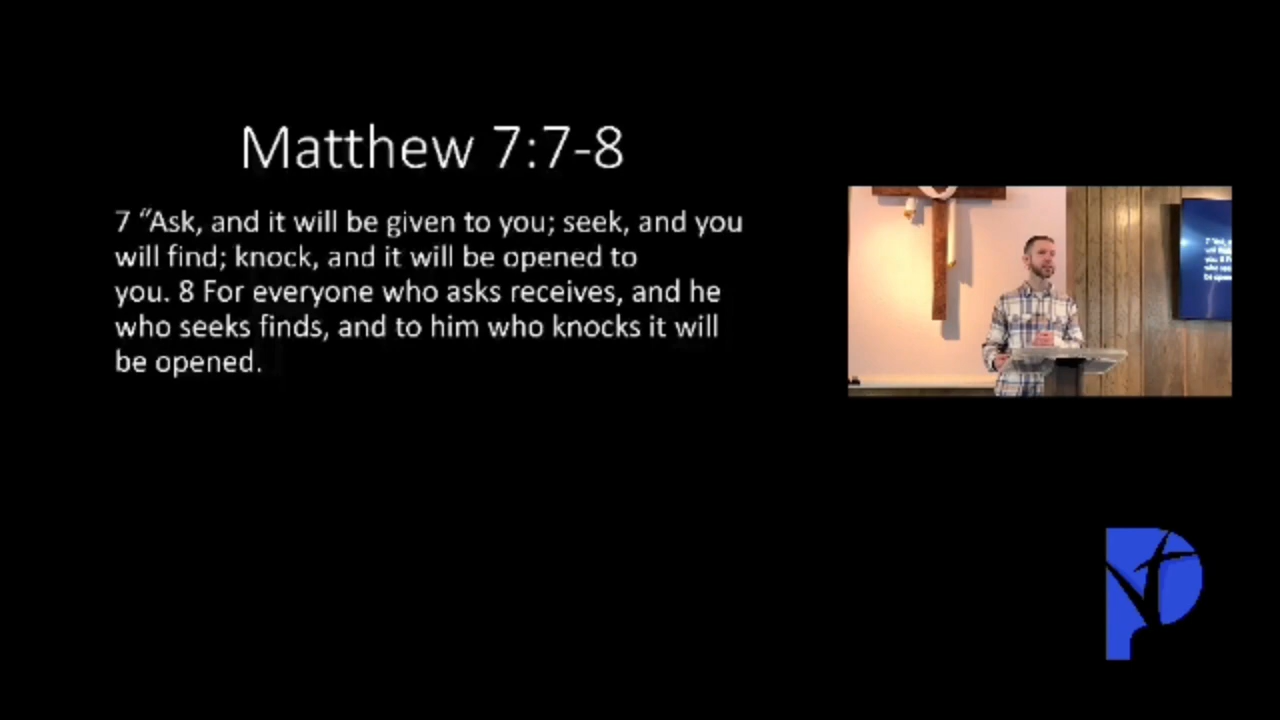 Matthew 7:7-8
7 “Ask, and it will be given to you; seek, and you
will find; knock, and it will be opened to
you. 8 For everyone who asks receives, and he
who seeks finds, and to him who knocks it will
be opened.